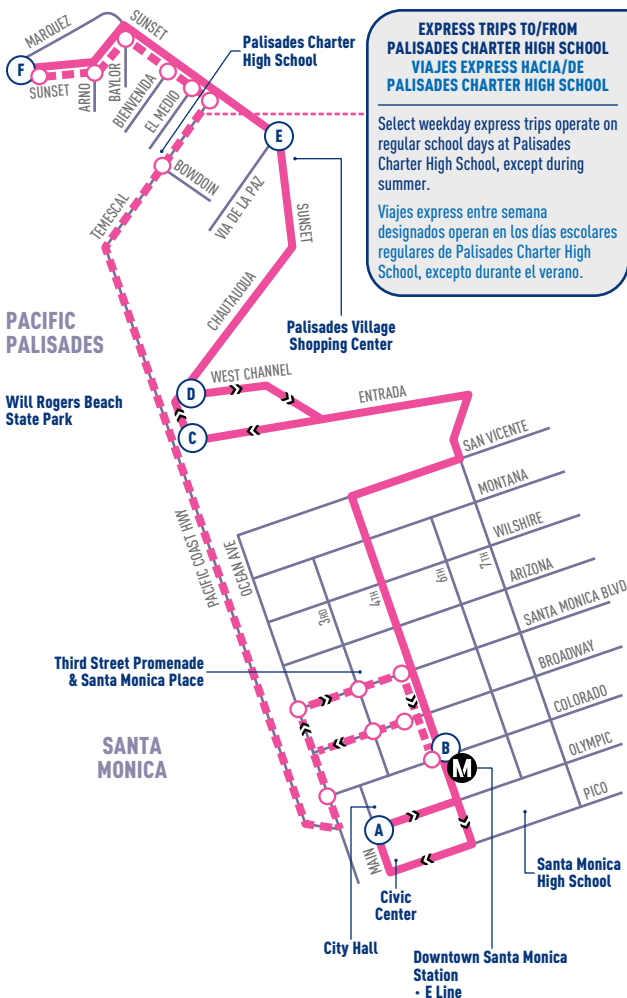 MARQUEZ
SUNSET
F
SUNSET
ARNO
BAYLOR
BIENVENIDA
EL MEDIO
Palisades Charter
High School
E
BOWDOIN
VIA DE LA PAZ
TEMESCAL
SUNSET
CHAUTAUQUA
EXPRESS TRIPS TO/FROM
PALISADES CHARTER HIGH SCHOOL
VIAJES EXPRESS HACIA/DE
PALISADES CHARTER HIGH SCHOOL
Select weekday express trips operate on
regular school days at Palisades
Charter High School, except during
summer.
Viajes express entre semana
designados operan en los días escolares
regulares de Palisades Charter High
School, excepto durante el verano.
PACIFIC
PALISADES
Palisades Village
Shopping Center
Will Rogers Beach
State Park
D
WEST CHANNEL
C
ENTRADA
SAN VICENTE
MONTANA
WILSHIRE
ARIZONA
SANTA MONICA BLVD
BROADWAY
COLORADO
OLYMPIC
PICO
PACIFIC COAST HWY
OCEAN AVE
3RD
4TH
6TH
7TH
Third Street Promenade
& Santa Monica Place
SANTA
MONICA
B
M
A
MAIN
Civic
Center
City Hall
Santa Monica
High School
Downtown Santa Monica
Station
• E Line